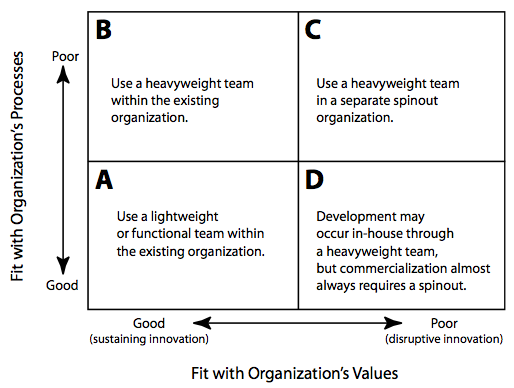 B
Use a heavyweight team
within the existing
organization.
C
Use a heavyweight team
in a separate spinout
organization.
A
Use a lightweight
or functional team within
the existing organization.
D
Development may
occur in-house through
a heavyweight team,
but commercialization almost
always requires a spinout.
Fit with Organization's Processes
Poor
Good
Good
(sustaining innovation)
Poor
(disruptive innovation)
Fit with Organization's Values